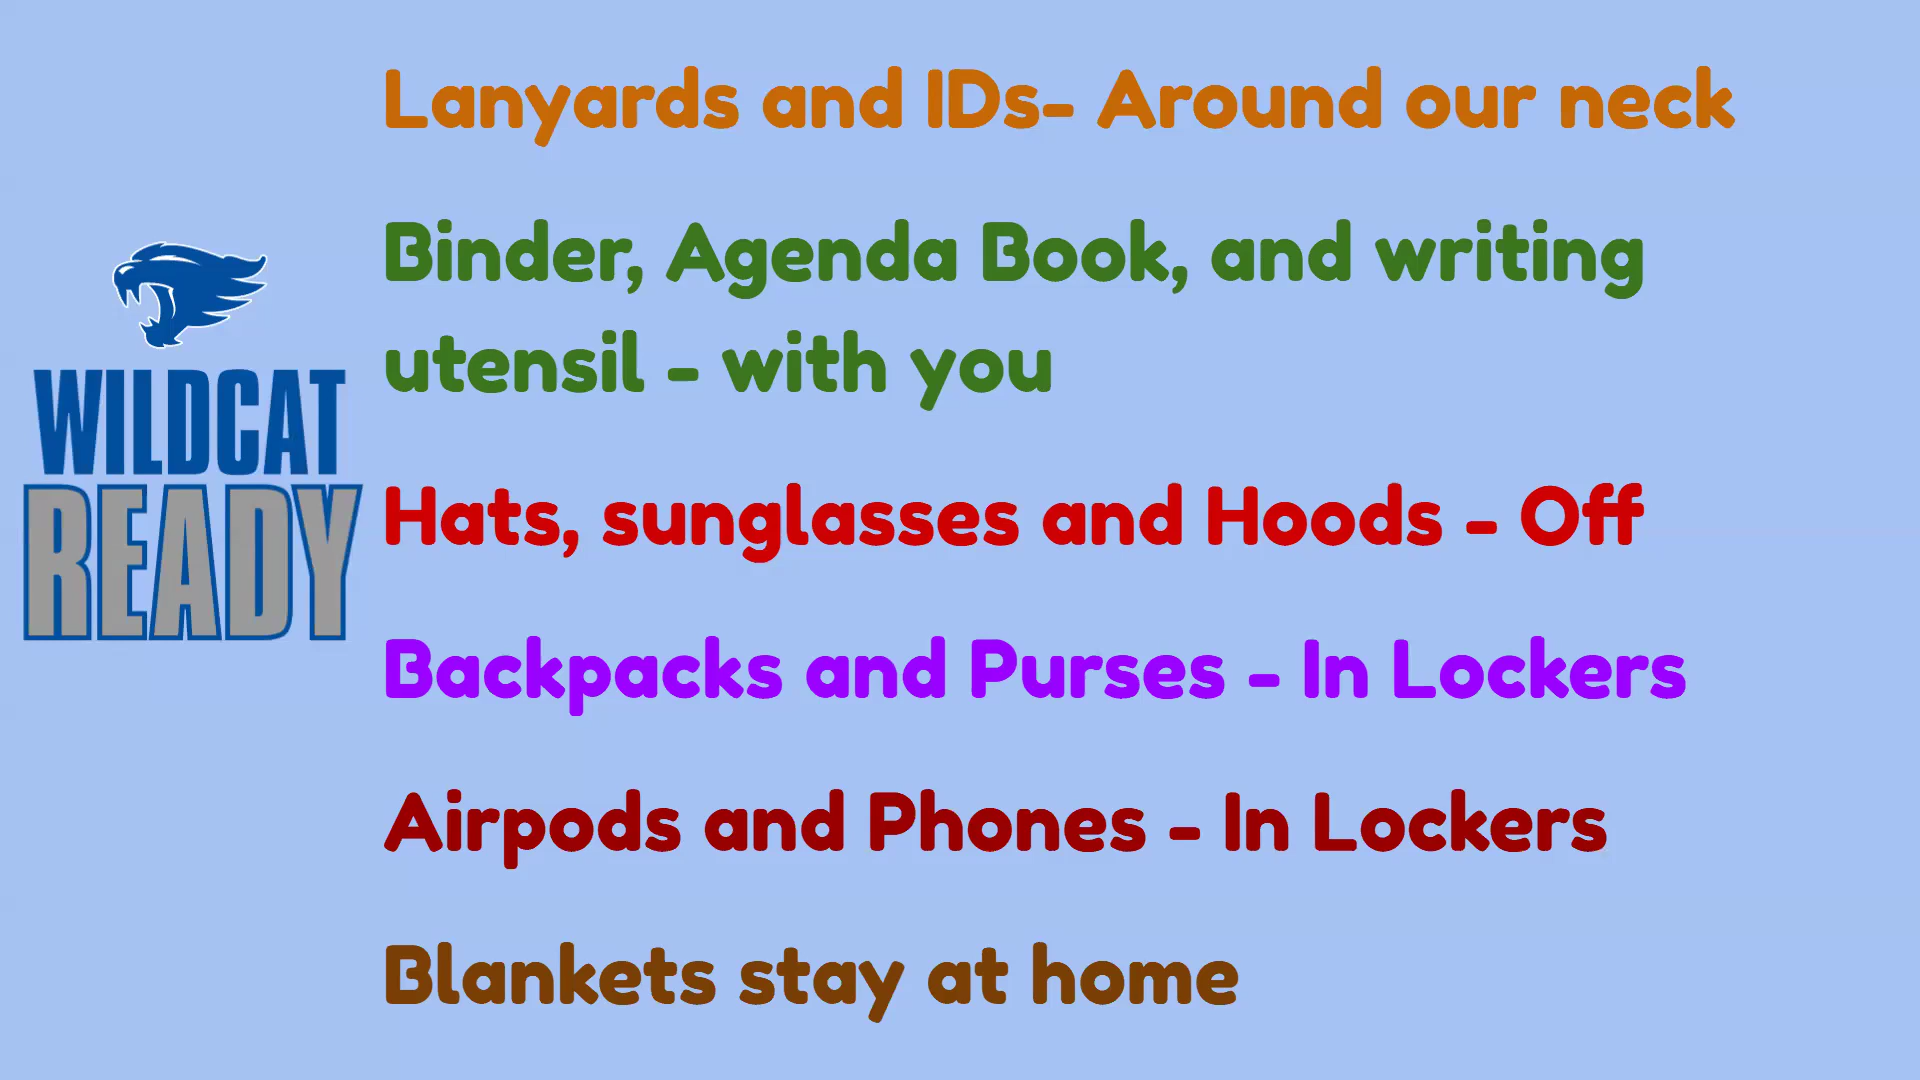 Lanyards and IDs- Around our neck
Binder, Agenda Book, and writing
utensil - with you
WILDCAT
READY
Hats, sunglasses and Hoods - Off
Backpacks and Purses - In Lockers
Airpods and Phones - In Lockers
Blankets stay at home